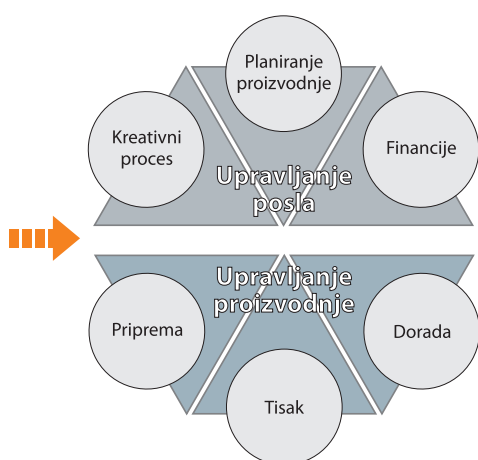 Planiranje
proizvodnje
Kreativni
proces
Financije
Upravljanje
posla
Upravljanje
proizvodnje
Priprema
Dorada
Tisak